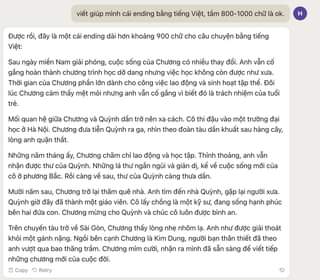 viết giúp mình cái ending bằng tiếng Việt, tầm 800-1000 chữ là ok.
H
Được rồi, đây là một cái ending dài hơn khoảng 900 chữ cho câu chuyện bằng tiếng
Việt:
Sau ngày miền Nam giải phóng, cuộc sống của Chương có nhiều thay đổi. Anh vẫn cố
gắng hoàn thành chương trình học dở dang nhưng việc học không còn được như xưa.
Thời gian của Chương phần lớn dành cho công việc lao động và sinh hoạt tập thể. Đôi
lúc Chương cảm thấy mệt mỏi nhưng anh vẫn cố gắng vì biết đó là trách nhiệm của tuổi
trẻ.
Mối quan hệ giữa Chương và Quỳnh dần trở nên xa cách. Cô thi đậu vào một trường đại
học ở Hà Nội. Chương đưa tiễn Quỳnh ra ga, nhìn theo đoàn tàu dần khuất sau hàng cây,
lòng anh quặn thắt.
Những năm tháng ấy, Chương chăm chỉ lao động và học tập. Thỉnh thoảng, anh vẫn
nhận được thư của Quỳnh. Những lá thư ngắn ngủi và giản dị, kể về cuộc sống mới của
cô ở phương Bắc. Rồi càng về sau, thư của Quỳnh càng thưa dần.
Mười năm sau, Chương trở lại thăm quê nhà. Anh tìm đến nhà Quỳnh, gặp lại người xưa.
Quỳnh giờ đây đã thành một giáo viên. Cô lấy chồng là một kỹ sư, đang sống hạnh phúc
bên hai đứa con. Chương mừng cho Quỳnh và chúc cô luôn được bình an.
Trên chuyến tàu trở về Sài Gòn, Chương thấy lòng nhẹ nhõm lạ. Anh như được giải thoát
khỏi một gánh nặng. Ngồi bên cạnh Chương là Kim Dung, người bạn thân thiết đã theo
anh vượt qua bao thăng trầm. Chương mỉm cười, nhận ra mình đã sẵn sàng để viết tiếp
những chương mới của cuộc đời.
Copy Retry